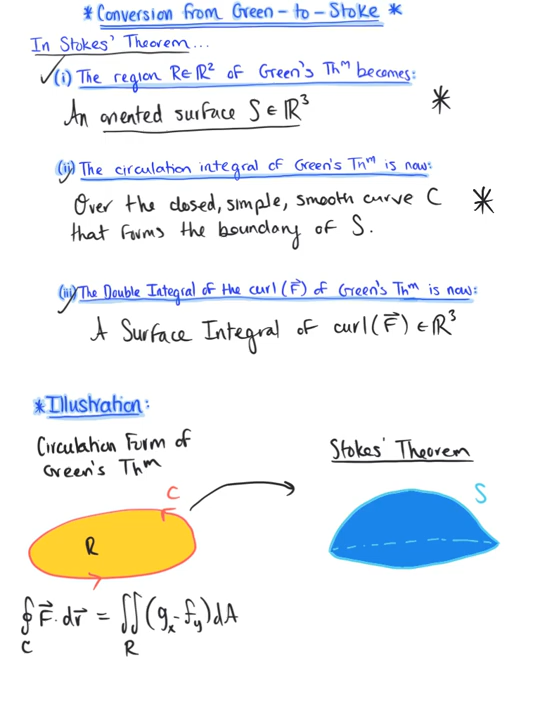 * Conversion from Green-to-Stoke *
In Stokes' Theorem...
(i) The region R∈ℝ² of Green's Thᵐ becomes:
An oriented surface S∈ℝ³ *
(ii) The circulation integral of Green's Thᵐ is now:
Over the closed, simple, smooth curve C *
that forms the boundary of S.
(iii) The Double Integral of the curl(F⃗) of Green's Thᵐ is now:
A Surface Integral of curl(F⃗) ∈ℝ³
* Illustration:
Circulation Form of
Green's Thᵐ
Stokes' Theorem
C
S
R
∮_C F⃗·dr⃗ = ∬_R (gₓ-f_y)dA